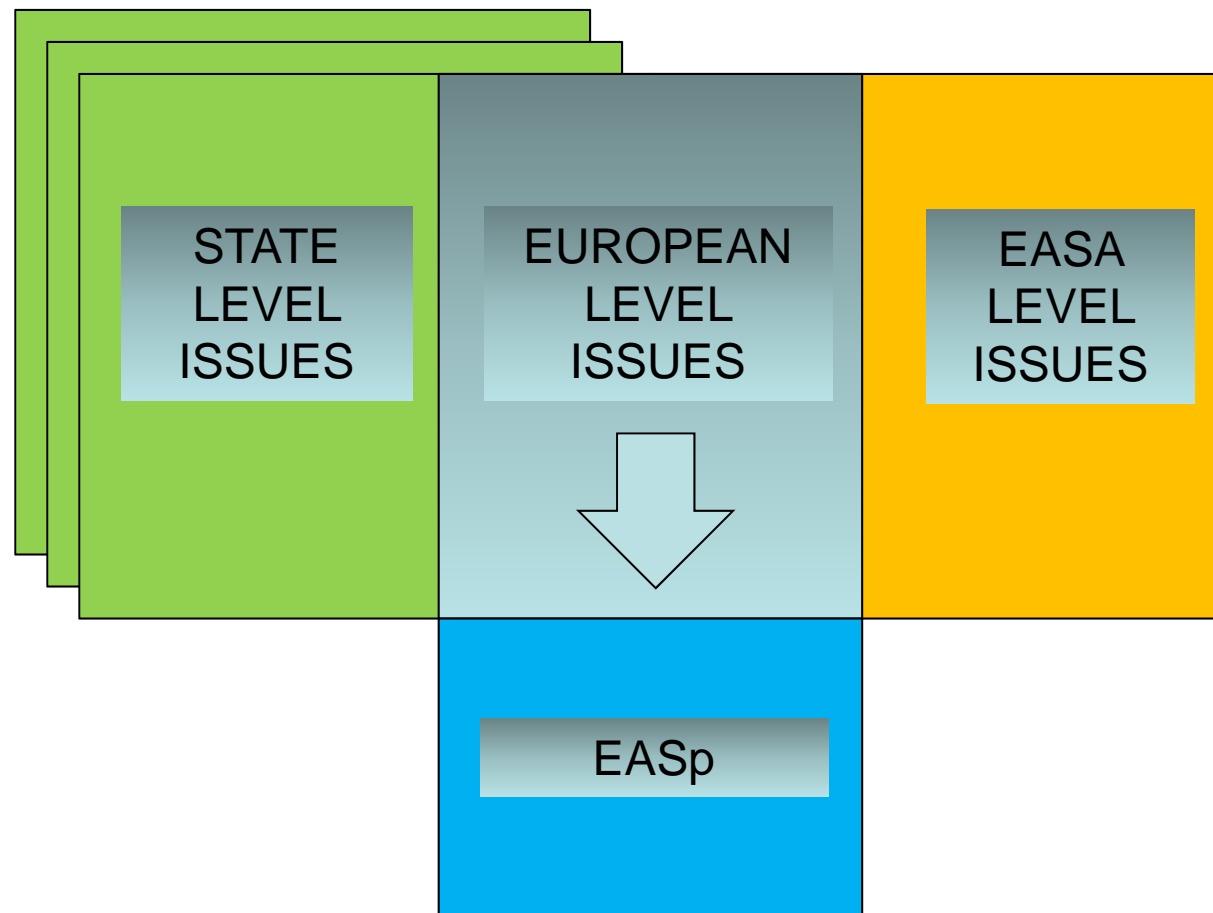 STATE
LEVEL
ISSUES
EUROPEAN
LEVEL
ISSUES
EASA
LEVEL
ISSUES
EASp